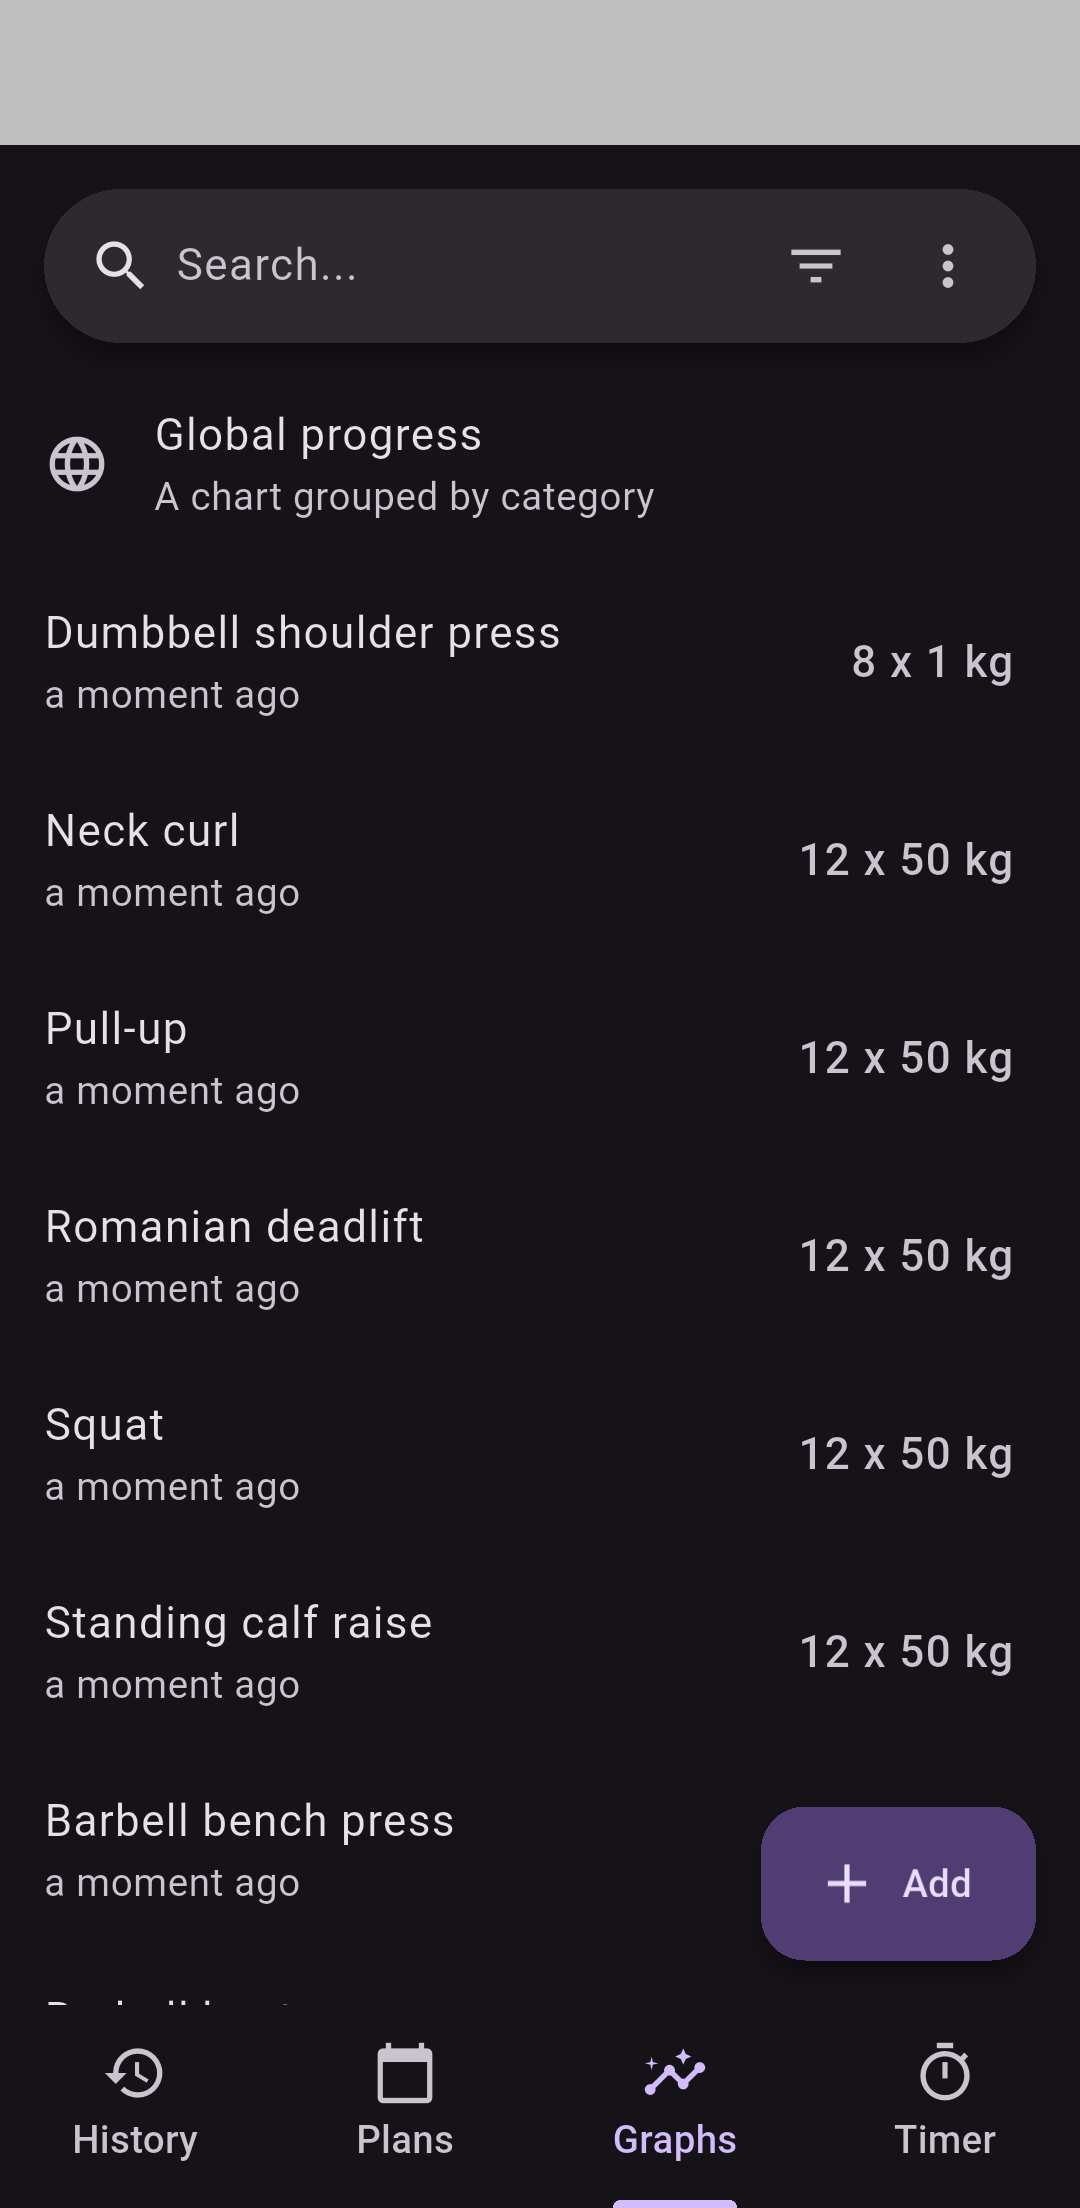 Search...
Global progress
A chart grouped by category
Dumbbell shoulder press
a moment ago
8 x 1 kg
Neck curl
a moment ago
12 x 50 kg
Pull-up
a moment ago
12 x 50 kg
Romanian deadlift
a moment ago
12 x 50 kg
Squat
a moment ago
12 x 50 kg
Standing calf raise
a moment ago
12 x 50 kg
Barbell bench press
a moment ago
Add
History
Plans
Graphs
Timer